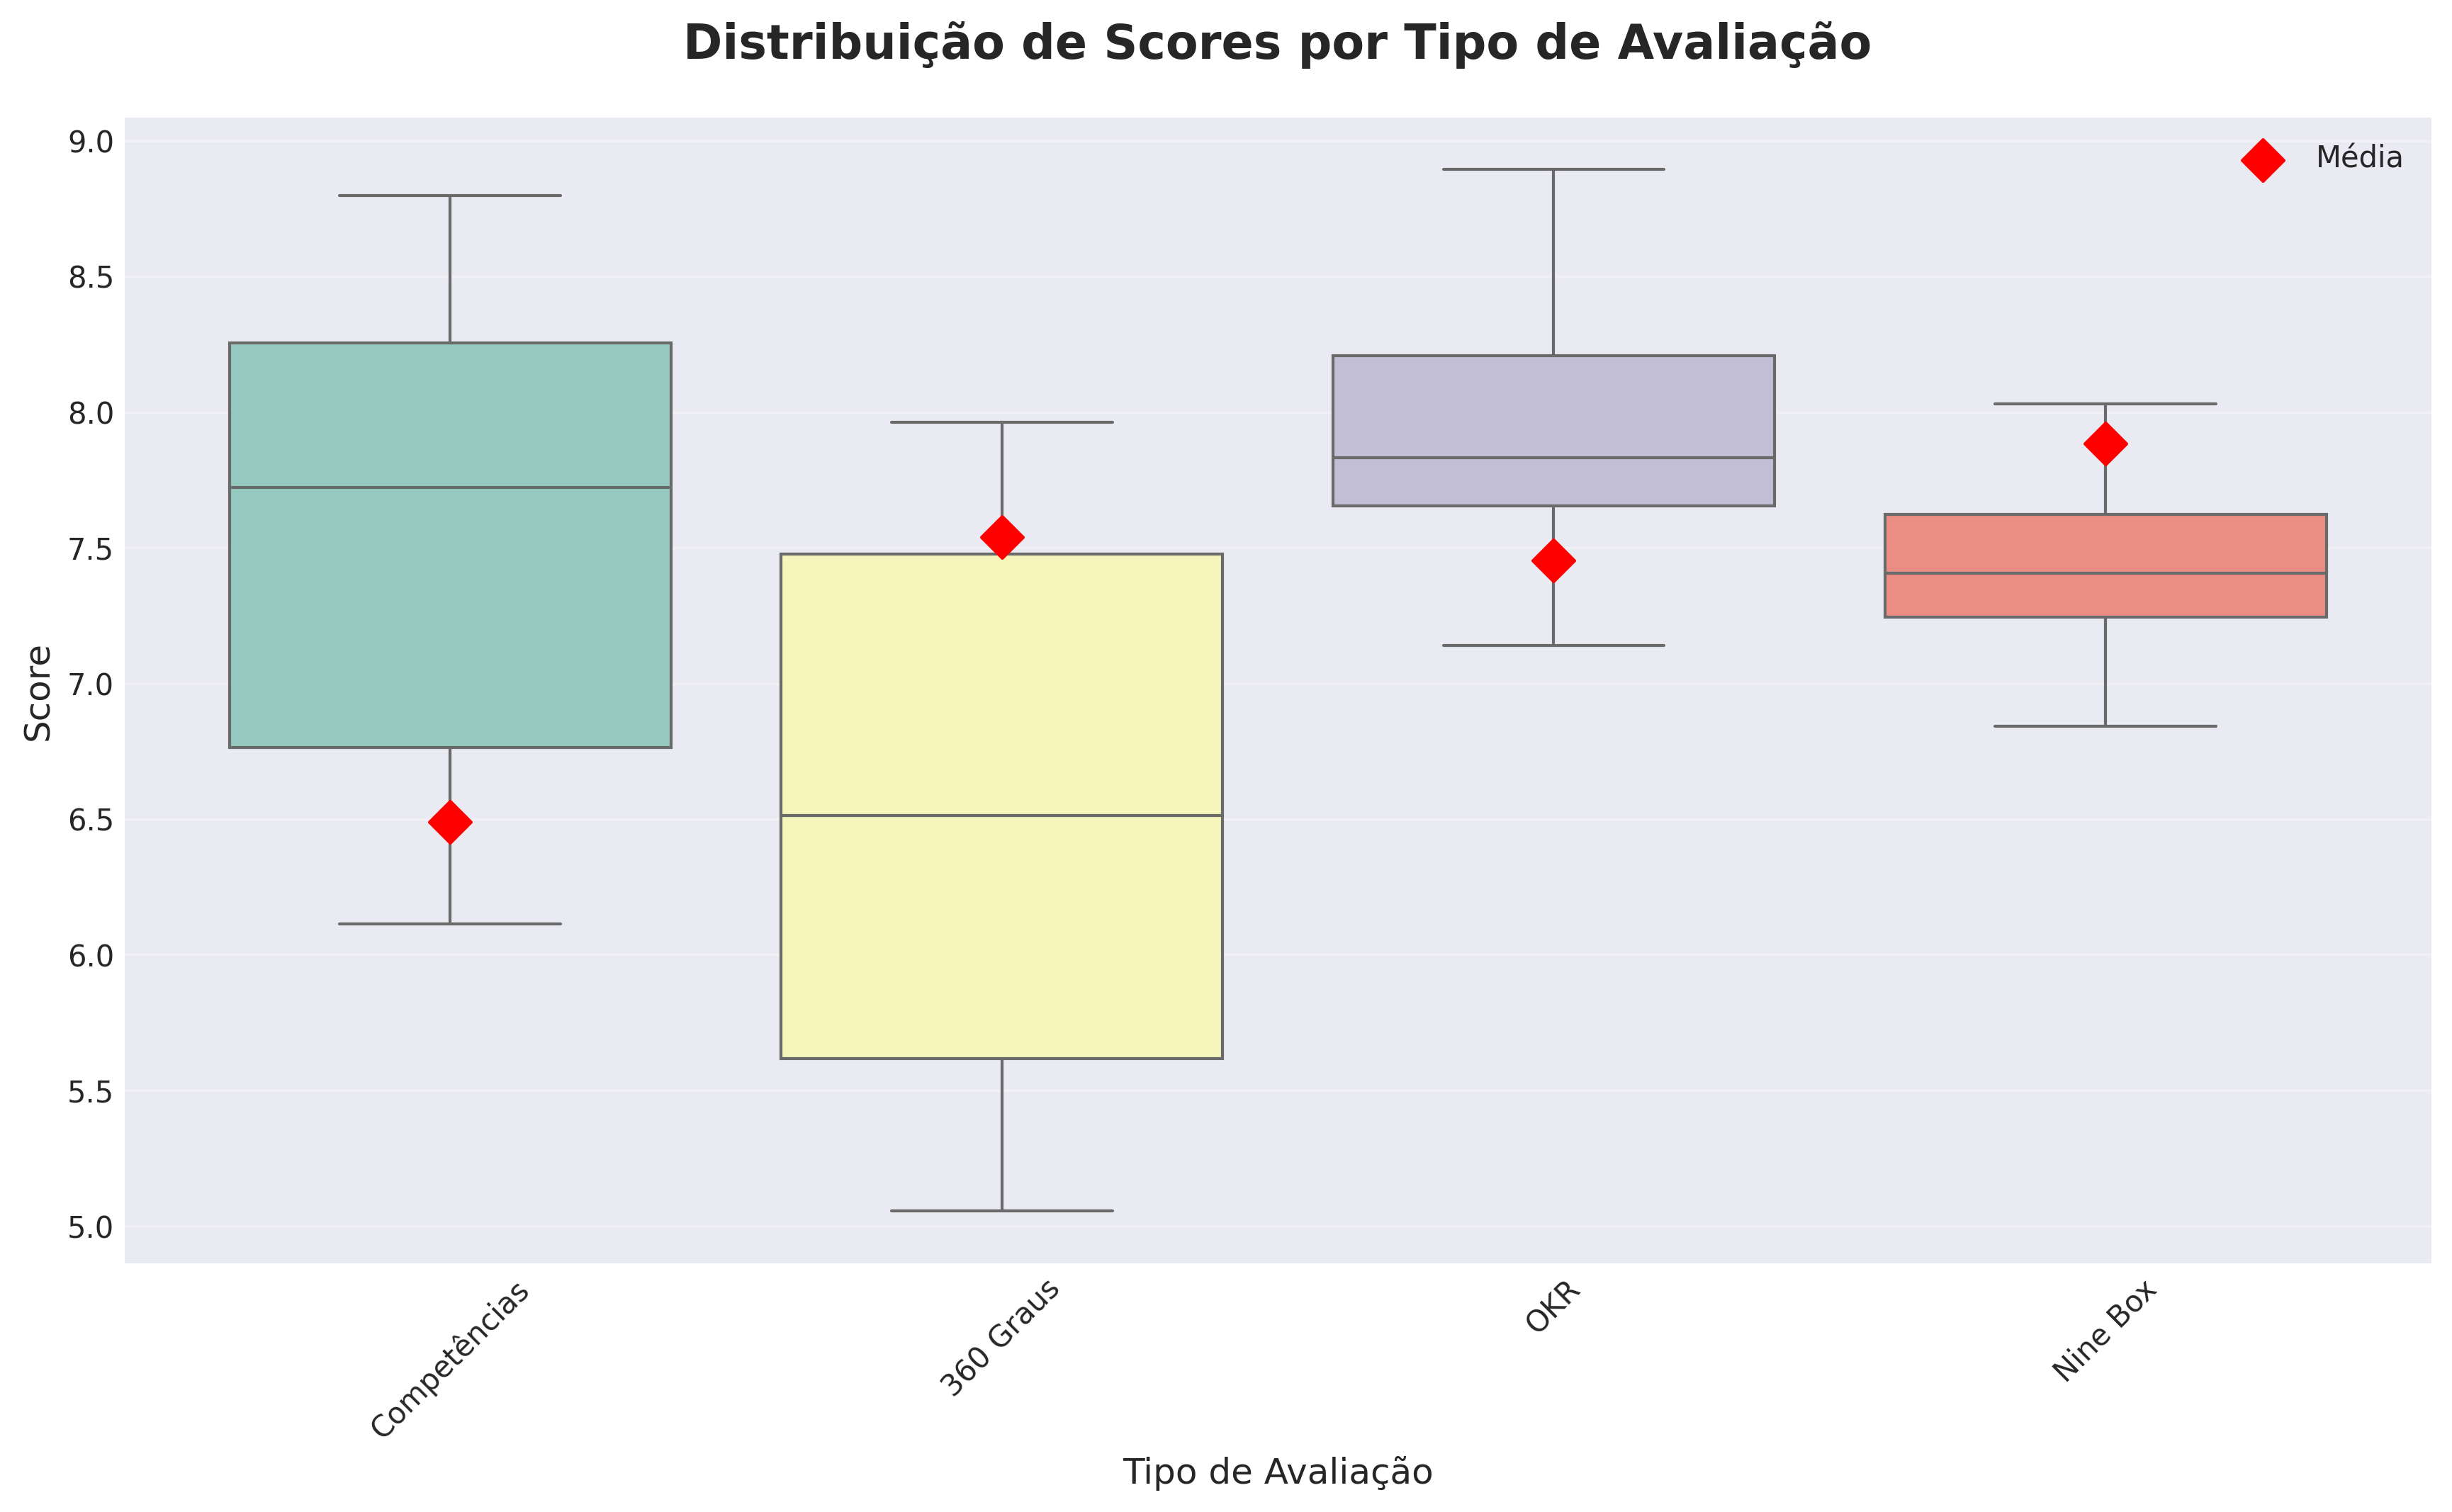 Distribuição de Scores por Tipo de Avaliação
Média
9.0
8.5
8.0
7.5
7.0
6.5
6.0
5.5
5.0
Score
Competências
360 Graus
OKR
Nine Box
Tipo de Avaliação